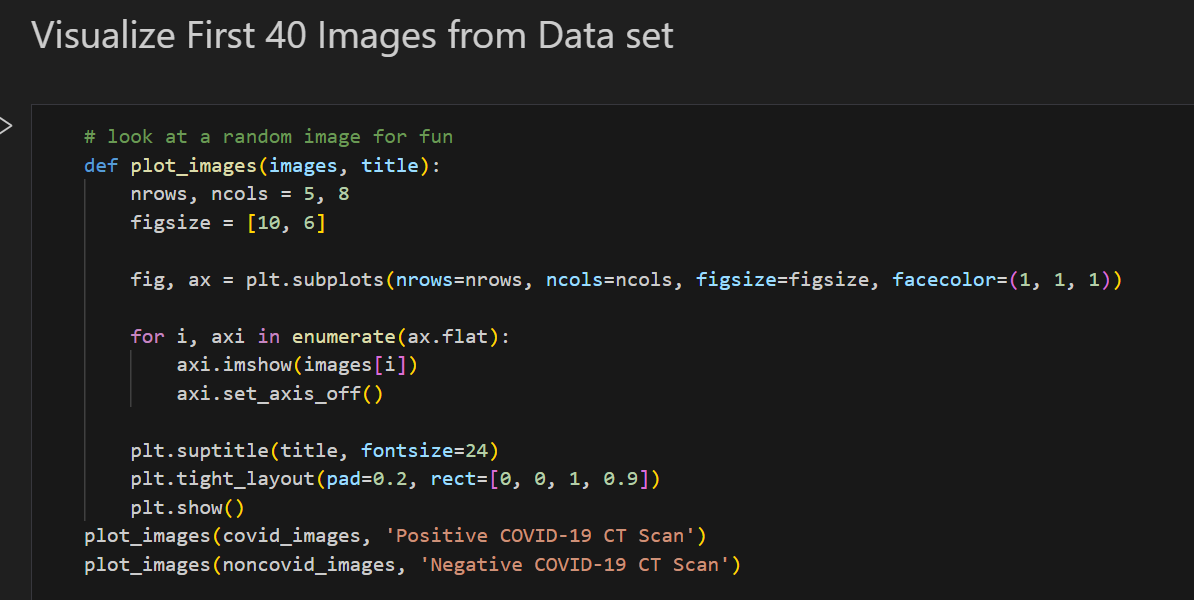 Visualize First 40 Images from Data set
# look at a random image for fun
def plot_images(images, title):
    nrows, ncols = 5, 8
    figsize = [10, 6]
    fig, ax = plt.subplots(nrows=nrows, ncols=ncols, figsize=figsize, facecolor=(1, 1, 1))
    for i, axi in enumerate(ax.flat):
        axi.imshow(images[i])
        axi.set_axis_off()
    plt.suptitle(title, fontsize=24)
    plt.tight_layout(pad=0.2, rect=[0, 0, 1, 0.9])
    plt.show()
plot_images(covid_images, 'Positive COVID-19 CT Scan')
plot_images(noncovid_images, 'Negative COVID-19 CT Scan')